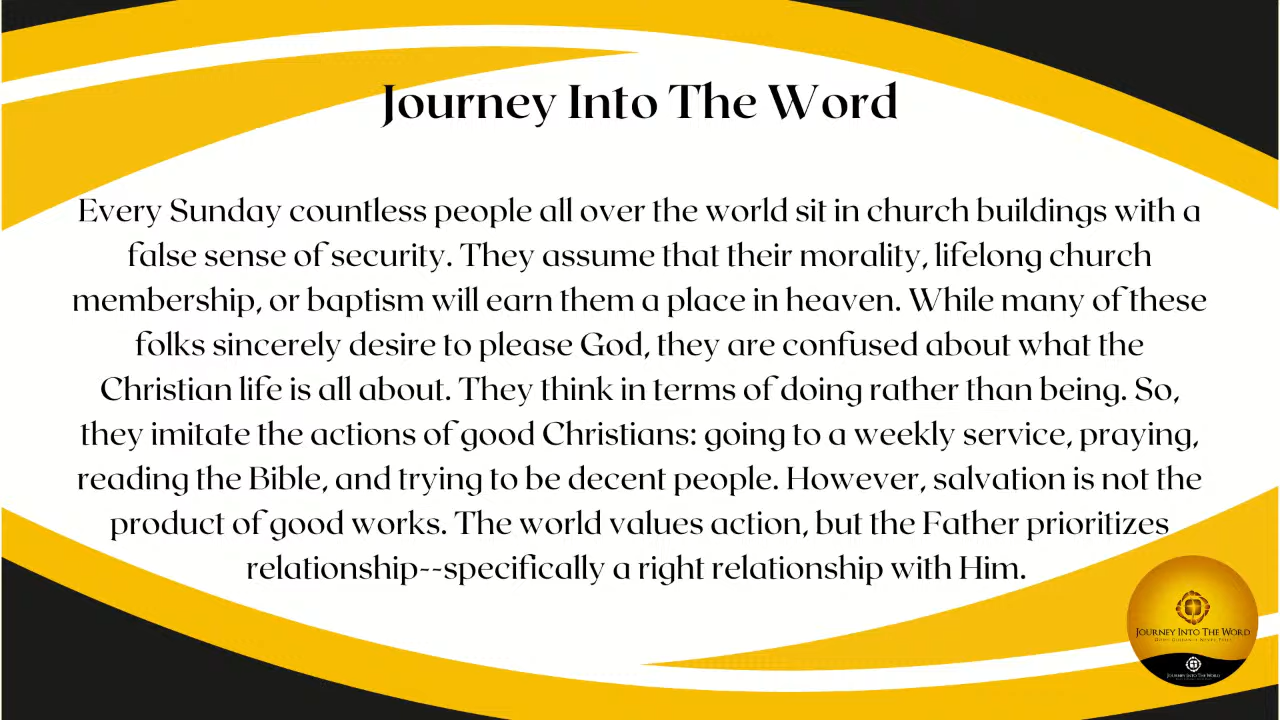 Journey Into The Word
Every Sunday countless people all over the world sit in church buildings with a
false sense of security. They assume that their morality, lifelong church
membership, or baptism will earn them a place in heaven. While many of these
folks sincerely desire to please God, they are confused about what the
Christian life is all about. They think in terms of doing rather than being. So,
they imitate the actions of good Christians: going to a weekly service, praying,
reading the Bible, and trying to be decent people. However, salvation is not the
product of good works. The world values action, but the Father prioritizes
relationship--specifically a right relationship with Him.
Journey Into The Word
Journey Into The Word